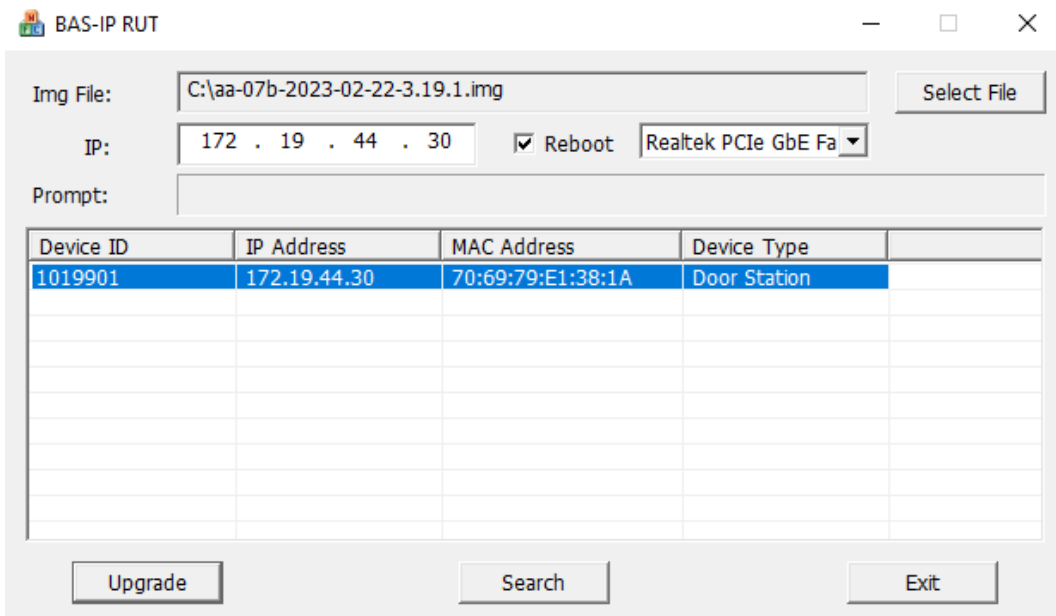 BAS-IP RUT
Img File: C:\aa-07b-2023-02-22-3.19.1.img Select File
IP: 172 . 19 . 44 . 30 Reboot Realtek PCIe GbE Fa
Prompt:
Device ID IP Address MAC Address Device Type
1019901 172.19.44.30 70:69:79:E1:38:1A Door Station
Upgrade Search Exit